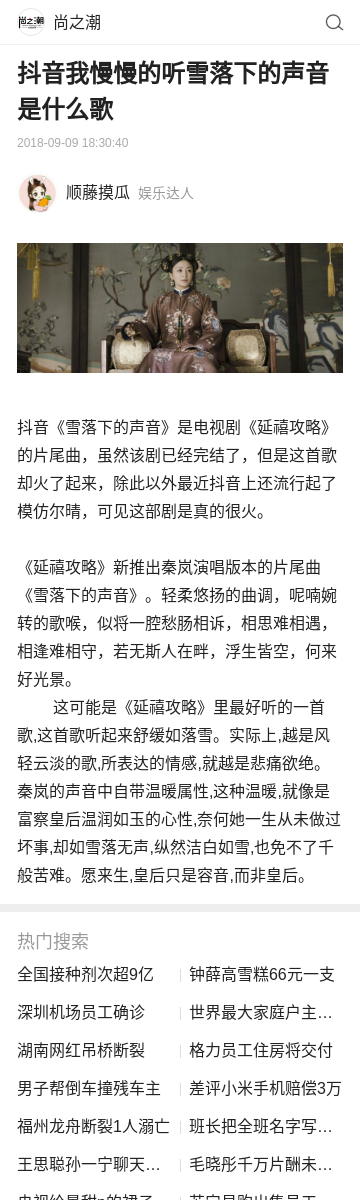 尚之潮
尚之潮
抖音我慢慢的听雪落下的声音
是什么歌
2018-09-09 18:30:40
顺藤摸瓜 娱乐达人
抖音《雪落下的声音》是电视剧《延禧攻略》
的片尾曲，虽然该剧已经完结了，但是这首歌
却火了起来，除此以外最近抖音上还流行起了
模仿尔晴，可见这部剧是真的很火。
《延禧攻略》新推出秦岚演唱版本的片尾曲
《雪落下的声音》。轻柔悠扬的曲调，呢喃婉
转的歌喉，似将一腔愁肠相诉，相思难相遇，
相逢难相守，若无斯人在畔，浮生皆空，何来
好光景。
这可能是《延禧攻略》里最好听的一首
歌,这首歌听起来舒缓如落雪。实际上,越是风
轻云淡的歌,所表达的情感,就越是悲痛欲绝。
秦岚的声音中自带温暖属性,这种温暖,就像是
富察皇后温润如玉的心性,奈何她一生从未做过
坏事,却如雪落无声,纵然洁白如雪,也免不了千
般苦难。愿来生,皇后只是容音,而非皇后。
热门搜索
全国接种剂次超9亿 钟薛高雪糕66元一支
深圳机场员工确诊 世界最大家庭户主…
湖南网红吊桥断裂 格力员工住房将交付
男子帮倒车撞残车主 差评小米手机赔偿3万
福州龙舟断裂1人溺亡 班长把全班名字写…
王思聪孙一宁聊天… 毛晓彤千万片酬未…